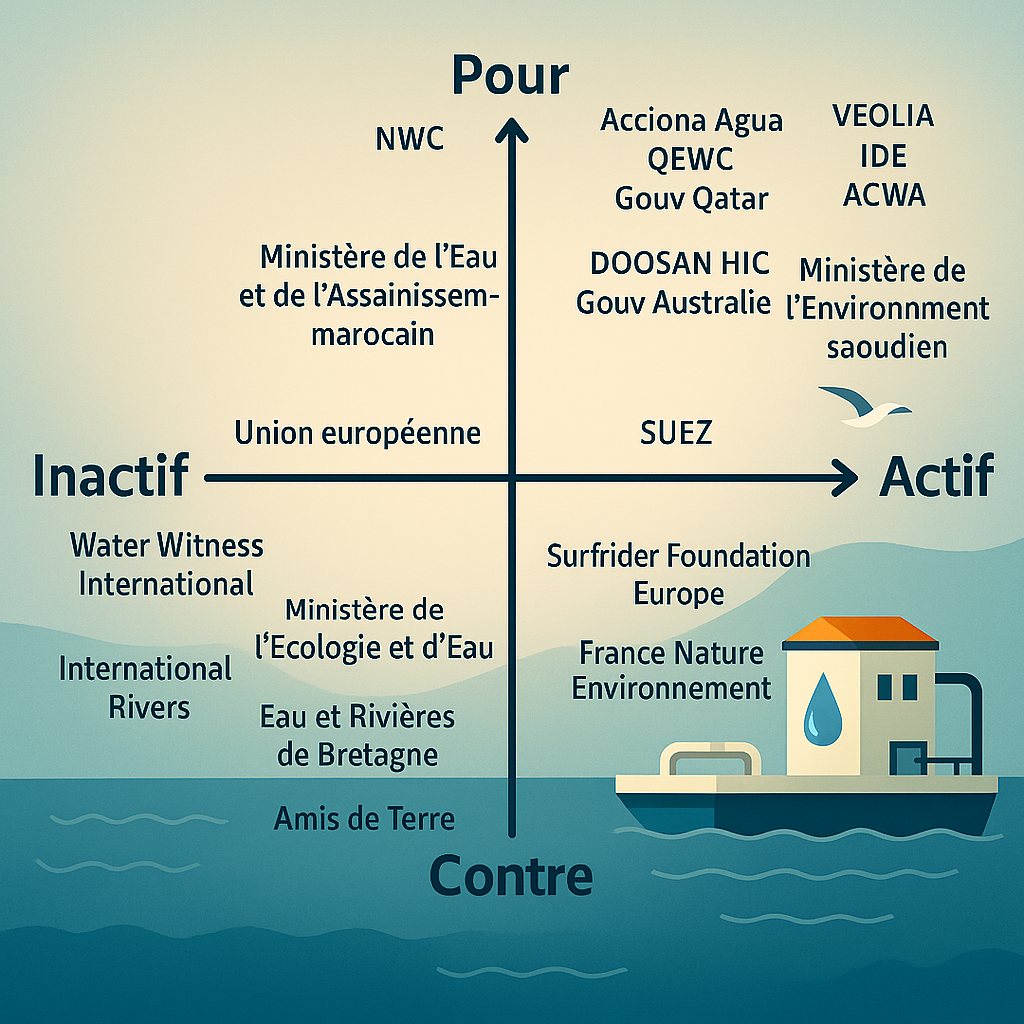 Pour
NWC
Acciona Agua
QEWC
Gouv Qatar
VEOLIA
IDE
ACWA
Ministère de l'Eau
et de l'Assainissem-
marocain
DOOSAN HIC
Gouv Australie
Ministère de
l'Environnment
saoudien
Union européenne
SUEZ
Inactif
Actif
Water Witness
International
Ministère de
l'Ecologie et d'Eau
International
Rivers
Eau et Rivières
de Bretagne
Amis de Terre
Surfrider Foundation
Europe
France Nature
Environnement
Contre